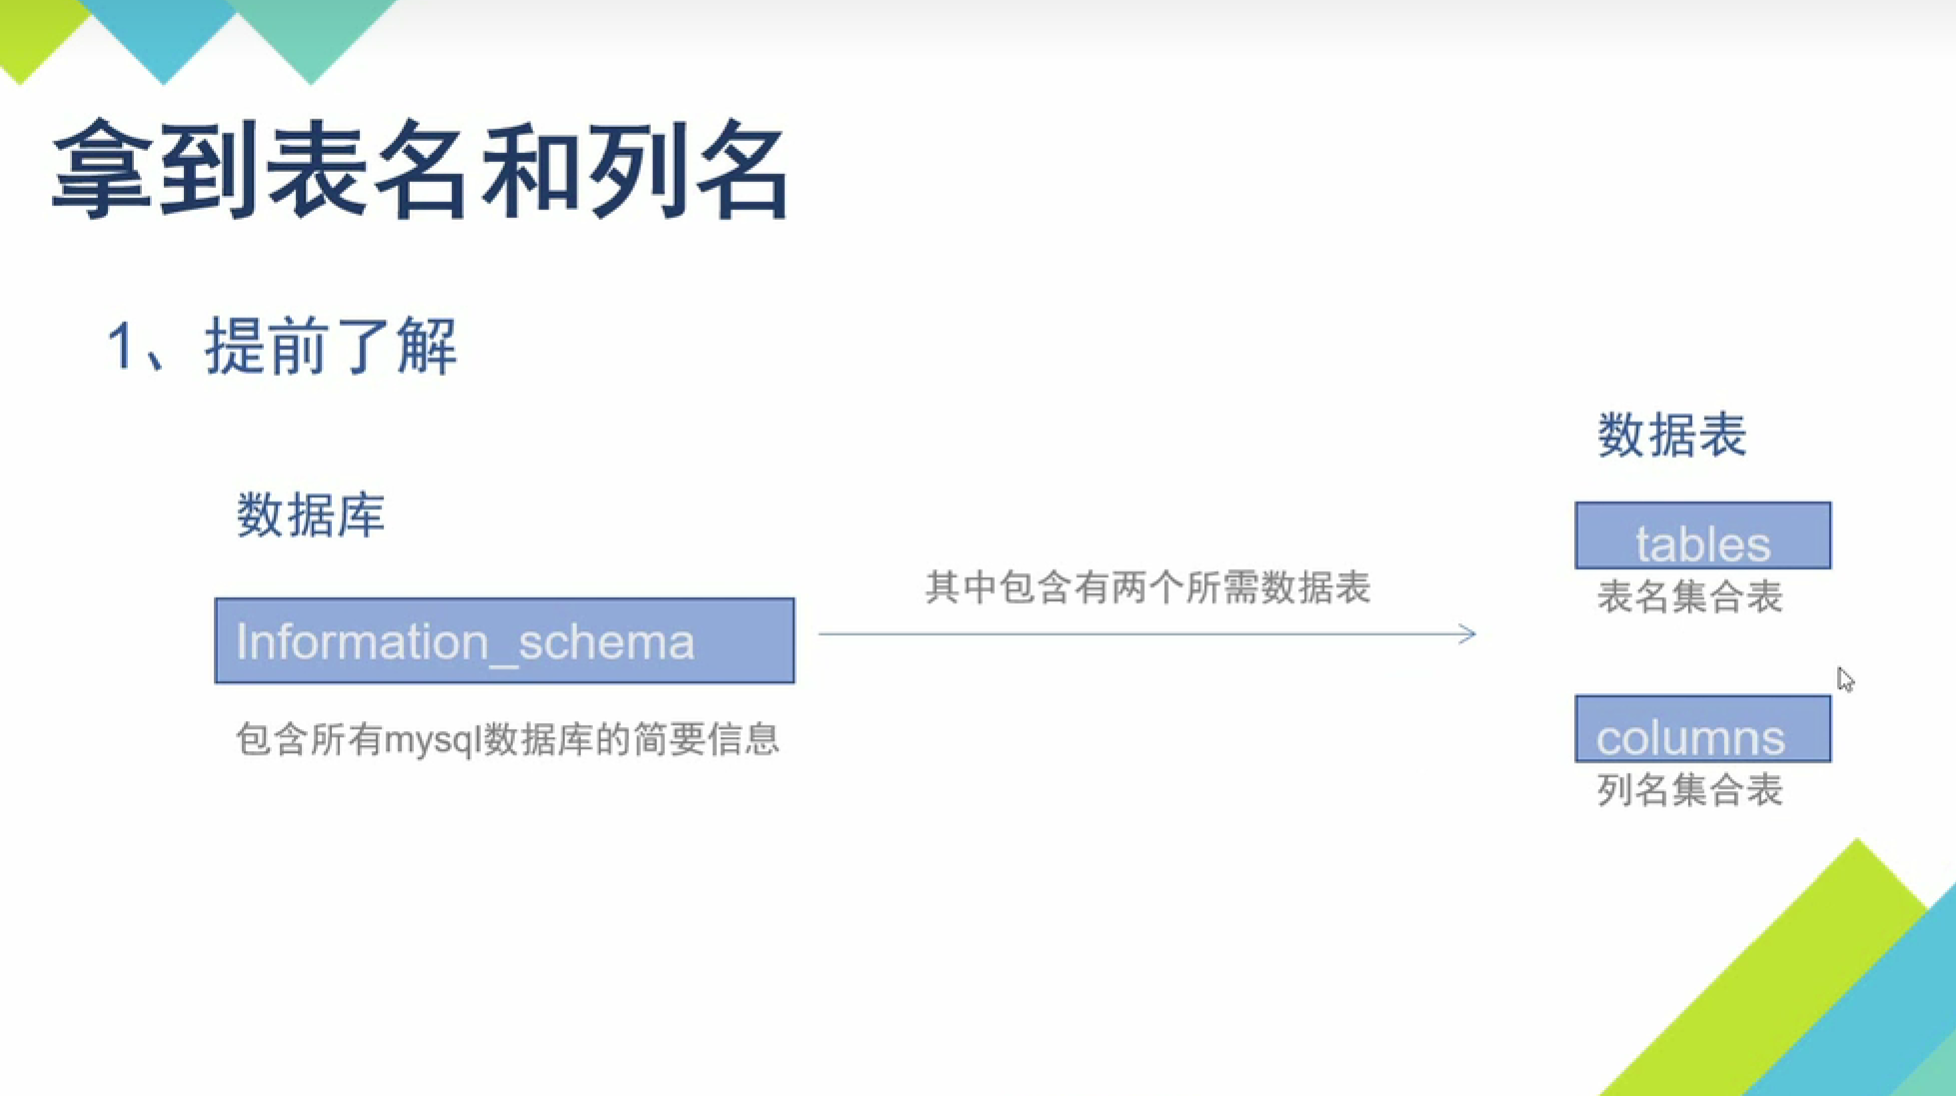 拿到表名和列名
1、提前了解
数据库
Information_schema
包含所有mysql数据库的简要信息
其中包含有两个所需数据表
数据表
tables
表名集合表
columns
列名集合表